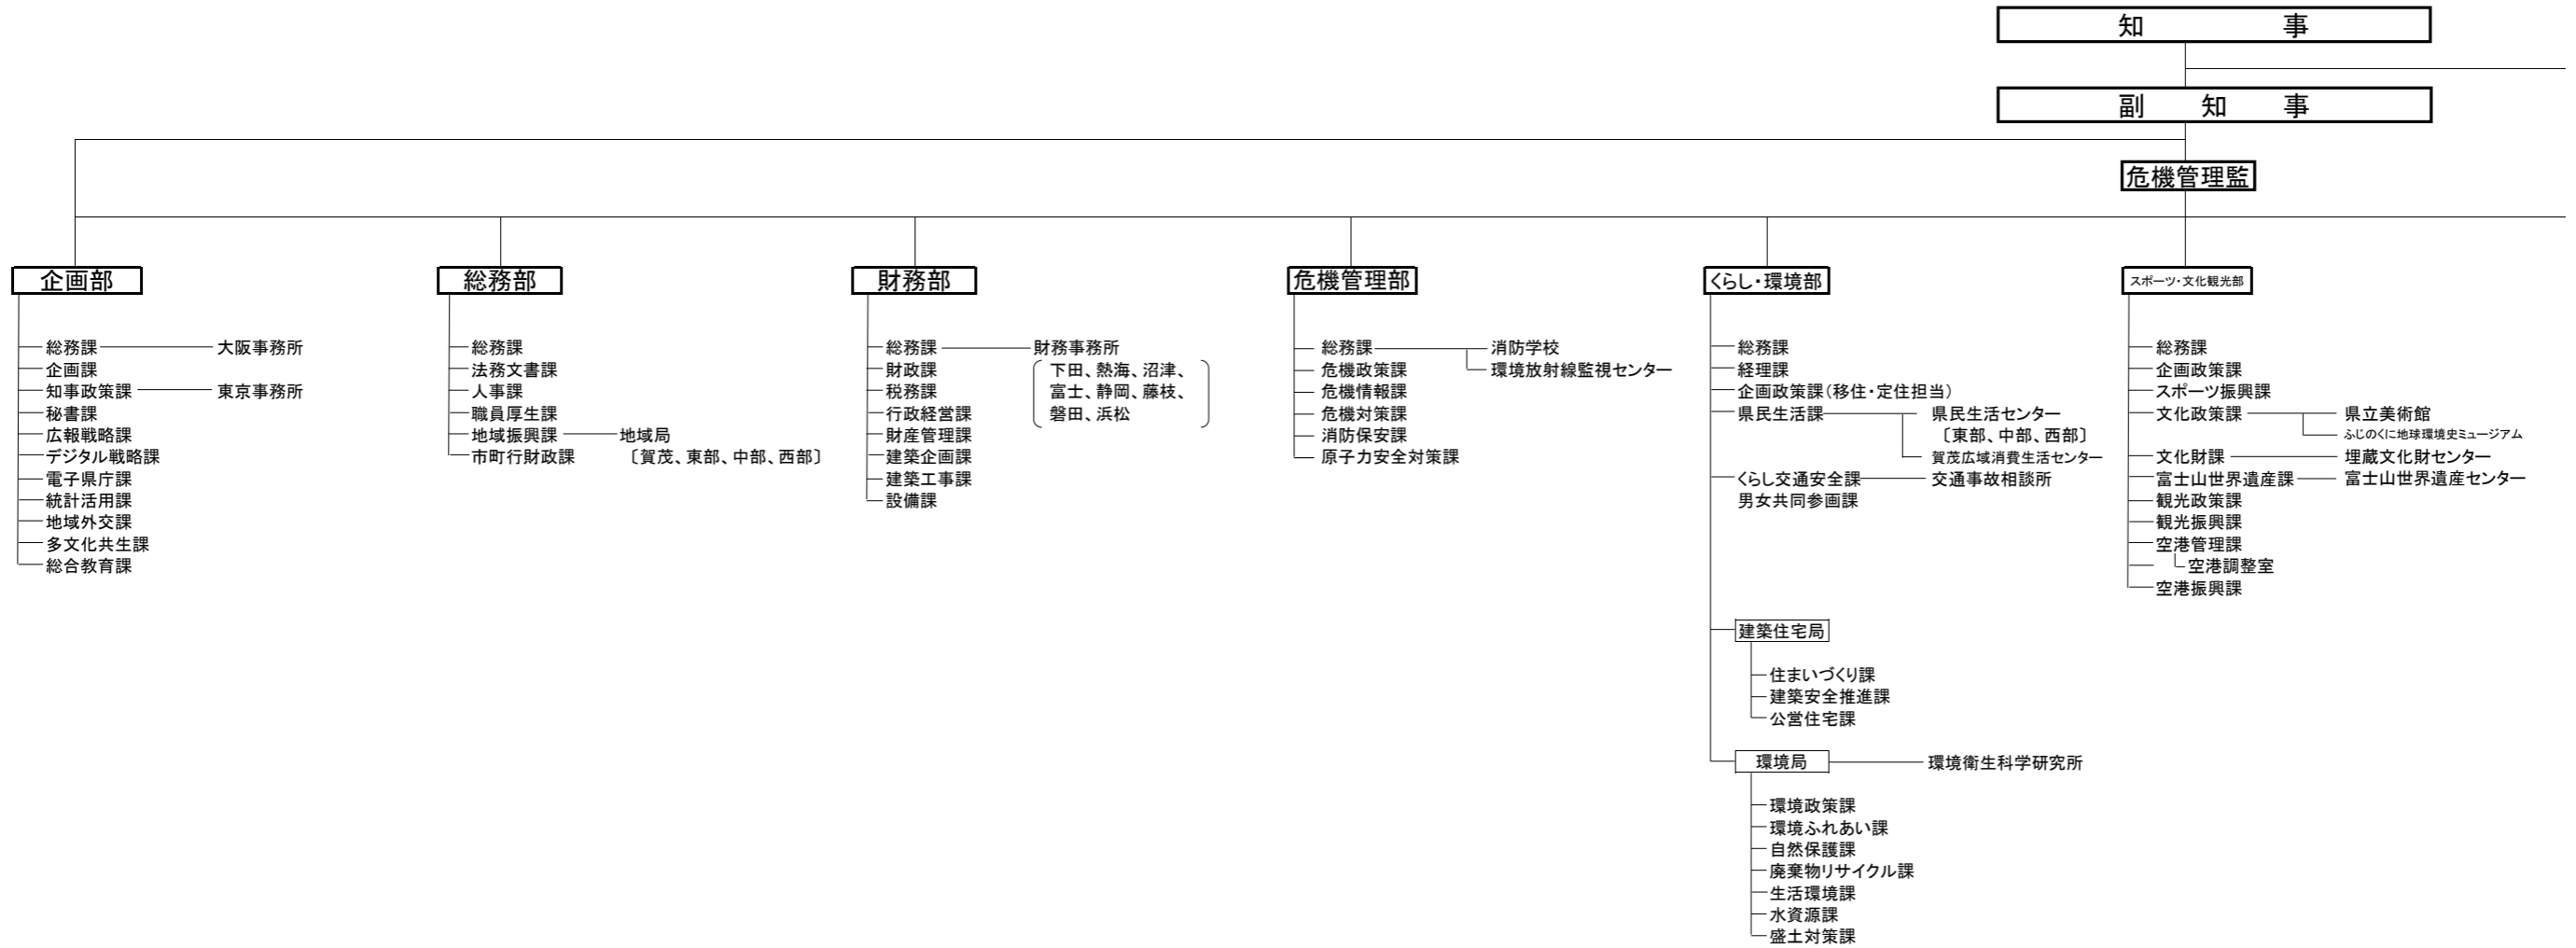 知事
副知事
危機管理監
企画部
総務課 大阪事務所
企画課
知事政策課 東京事務所
秘書課
広報戦略課
デジタル戦略課
電子県庁課
統計活用課
地域外交課
多文化共生課
総合教育課
総務部
総務課
法務文書課
人事課
職員厚生課
地域振興課 地域局
市町行財政課 〔賀茂、東部、中部、西部〕
財務部
総務課 財務事務所
財政課 下田、熱海、沼津、
税務課 富士、静岡、藤枝、
行政経営課 磐田、浜松
財産管理課
建築企画課
建築工事課
設備課
危機管理部
総務課 消防学校
危機政策課 環境放射線監視センター
危機情報課
危機対策課
消防保安課
原子力安全対策課
くらし・環境部
総務課
経理課
企画政策課(移住・定住担当)
県民生活課 県民生活センター
〔東部、中部、西部〕
賀茂広域消費生活センター
くらし交通安全課 交通事故相談所
男女共同参画課
建築住宅局
住まいづくり課
建築安全推進課
公営住宅課
環境局 環境衛生科学研究所
環境政策課
環境ふれあい課
自然保護課
廃棄物リサイクル課
生活環境課
水資源課
盛土対策課
スポーツ・文化観光部
総務課
企画政策課
スポーツ振興課
文化政策課 県立美術館
ふじのくに地球環境史ミュージアム
文化財課 埋蔵文化財センター
富士山世界遺産課 富士山世界遺産センター
観光政策課
観光振興課
空港管理課
空港調整室
空港振興課